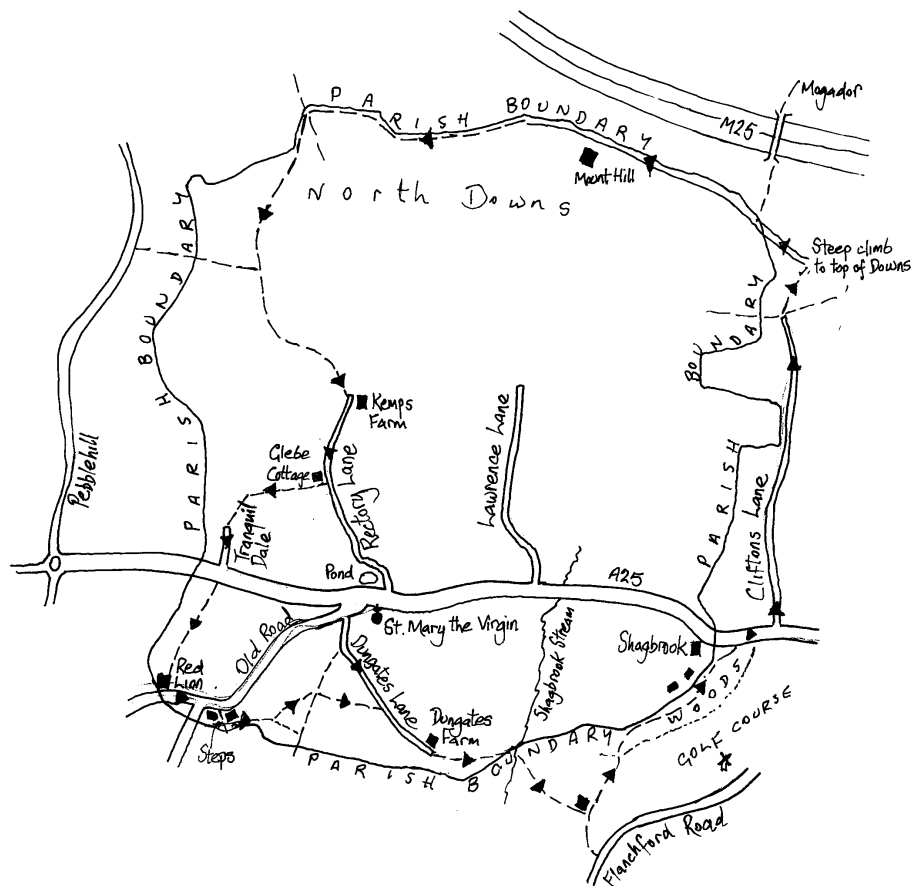 Mogador
M25
PARISH BOUNDARY
Mount Hill
North Downs
Steep climb
to top of Downs
PARISH BOUNDARY
PARISH BOUNDARY
Pebblehill
Kemps
Farm
Glebe
Cottage
Rectory Lane
Lawrence Lane
Cliftons Lane
Tranquil
Dale
Pond
A25
St. Mary the Virgin
Old Road
Shagbrook Stream
Shagbrook
Red
Lion
Dungates Lane
Dungates
Farm
WOODS
GOLF COURSE
Steps
PARISH BOUNDARY
Flanchford Road